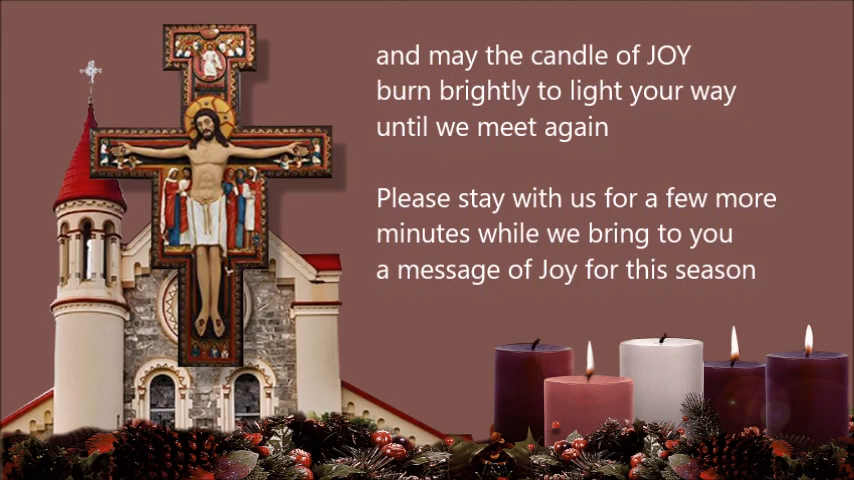 and may the candle of JOY
burn brightly to light your way
until we meet again
Please stay with us for a few more
minutes while we bring to you
a message of Joy for this season